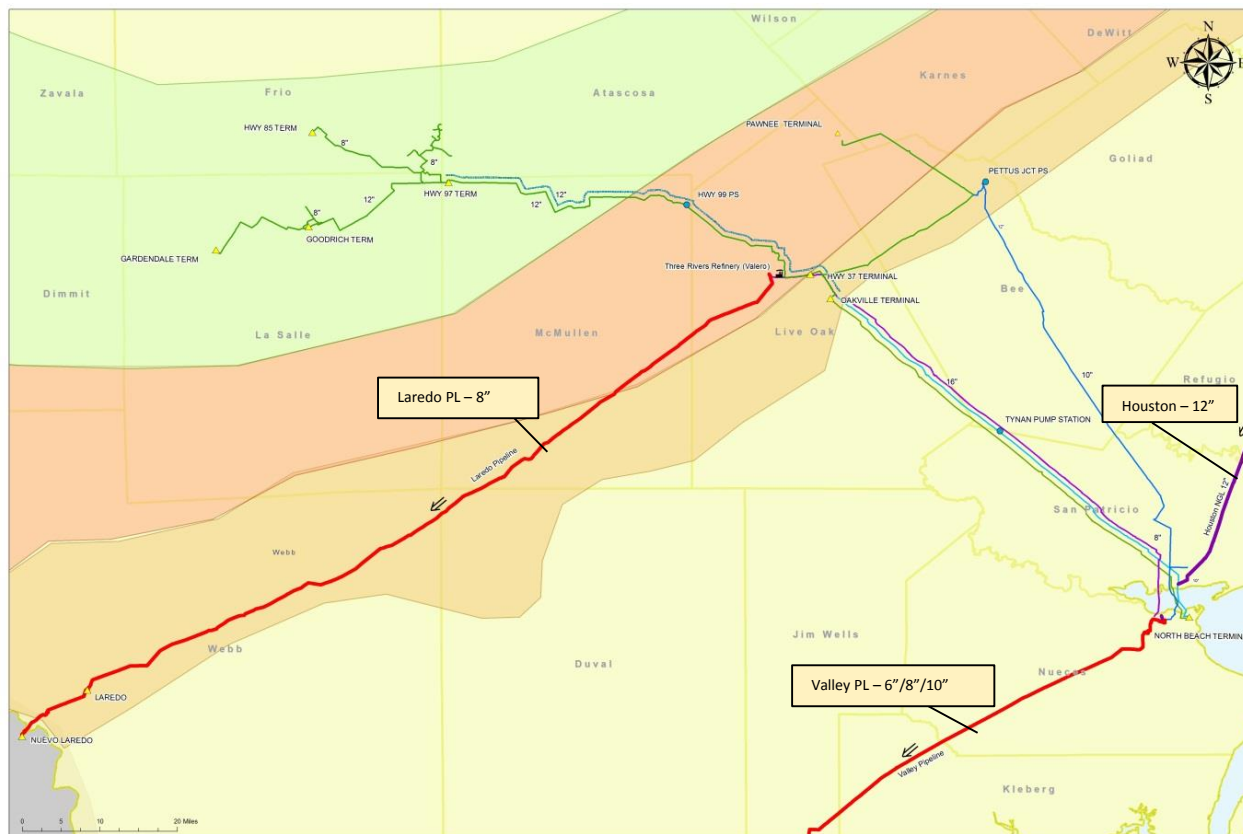 Wilson
DeWitt
N
W
E
S
Karnes
Zavala
Frio
Atascosa
HWY 85 TERM
8"
PAWNEE TERMINAL
Goliad
8"
PETTUS JCT PS
HWY 97 TERM
12"
12"
12"
HWY 99 PS
8"
GOODRICH TERM
GARDENDALE TERM
Three Rivers Refinery (Valero)
HWY 37 TERMINAL
Bee
Dimmit
OAKVILLE TERMINAL
La Salle
McMullen
Live Oak
10"
Refugio
16"
Laredo PL – 8”
Houston – 12”
TYNAN PUMP STATION
Laredo Pipeline
Houston NGL 12"
San Patricio
8"
Webb
Webb
Jim Wells
NORTH BEACH TERMIN
Duval
Nueces
Valley PL – 6”/8”/10”
LAREDO
NUEVO LAREDO
Valley Pipeline
Kleberg
0 5 10 20 Miles